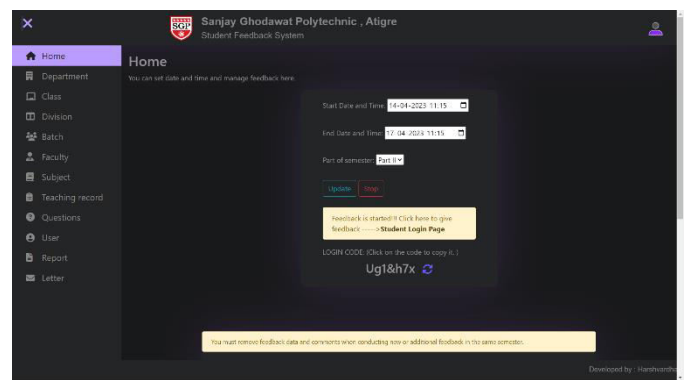 SGP
Sanjay Ghodawat Polytechnic , Atigre
Student Feedback System
Home
Department
Class
Division
Batch
Faculty
Subject
Teaching record
Questions
User
Report
Letter
Home
You can set date and time and manage feedback here.
Start Date and Time: 14-04-2023 11:15
End Date and Time: 17-04-2023 11:15
Part of semester: Part II
Update Stop
Feedback is started!!! Click here to give
feedback ------>Student Login Page
LOGIN CODE: (Click on the code to copy it. )
Ug1&h7x
You must remove feedback data and comments when conducting new or additional feedback in the same semester.
Developed by : Harshvardha